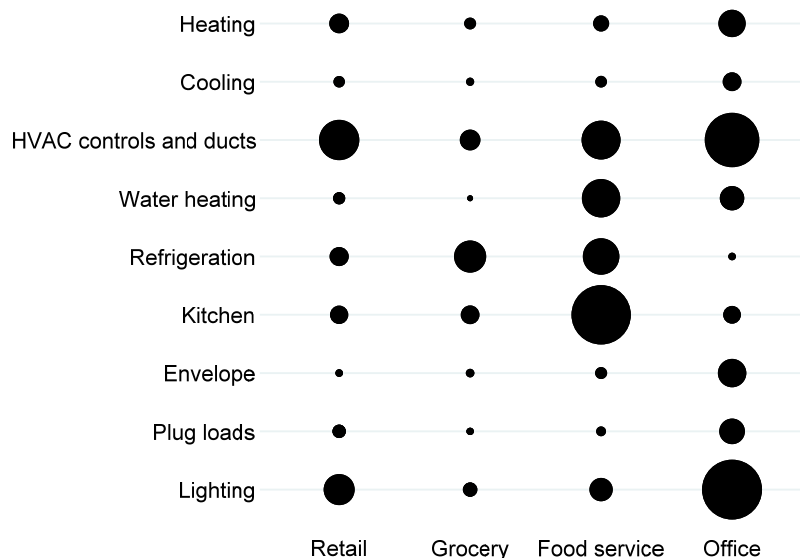 Heating
Cooling
HVAC controls and ducts
Water heating
Refrigeration
Kitchen
Envelope
Plug loads
Lighting
Retail Grocery Food service Office